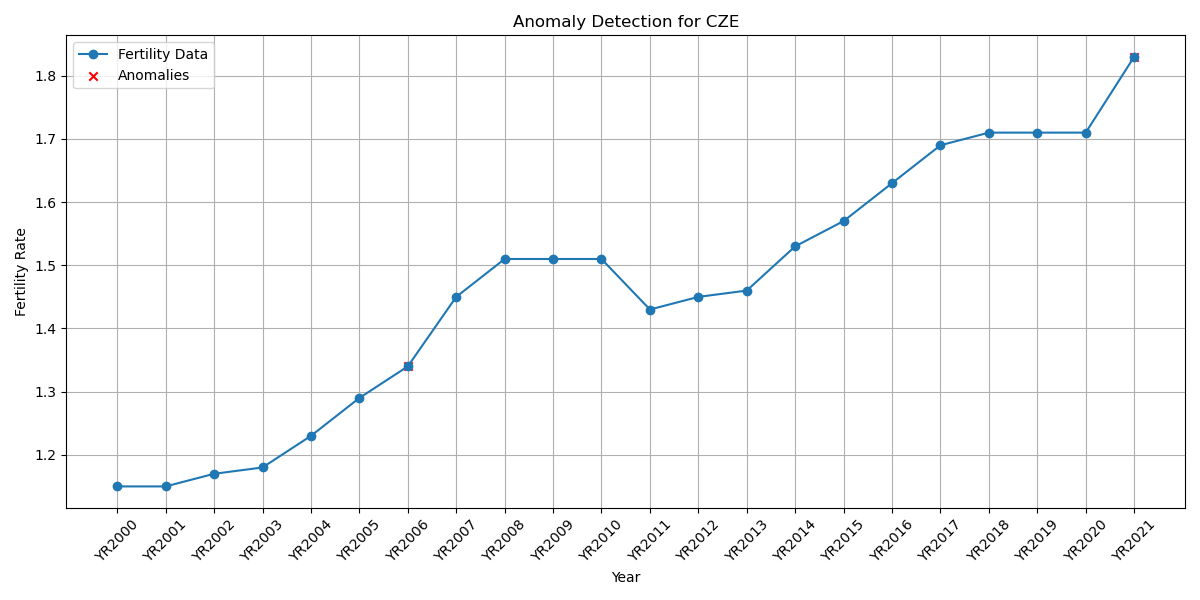 Anomaly Detection for CZE
Fertility Data
Anomalies
Fertility Rate
1.8
1.7
1.6
1.5
1.4
1.3
1.2
YR2000
YR2001
YR2002
YR2003
YR2004
YR2005
YR2006
YR2007
YR2008
YR2009
YR2010
YR2011
YR2012
YR2013
YR2014
YR2015
YR2016
YR2017
YR2018
YR2019
YR2020
YR2021
Year